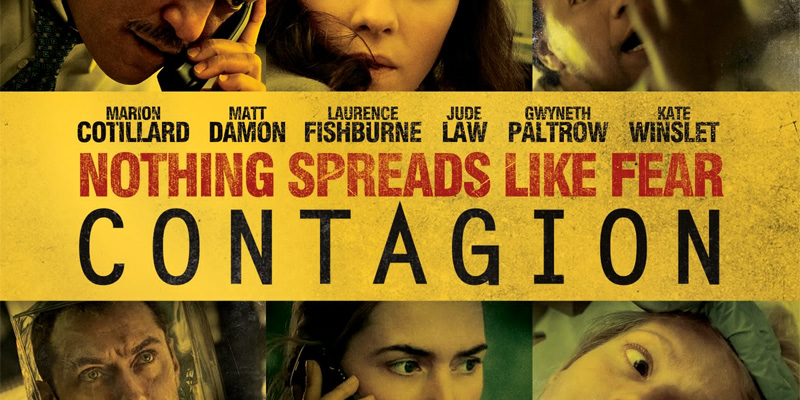 MARION MATT LAURENCE JUDE GWYNETH KATE
COTILLARD DAMON FISHBURNE LAW PALTROW WINSLET
NOTHING SPREADS LIKE FEAR
CONTAGION